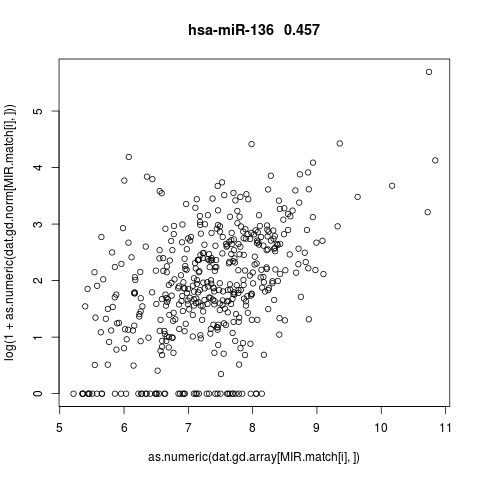 hsa-miR-136 0.457
log(1 + as.numeric(dat.gd.norm[MIR.match[i], ]))
5
4
3
2
1
0
5 6 7 8 9 10 11
as.numeric(dat.gd.array[MIR.match[i], ])